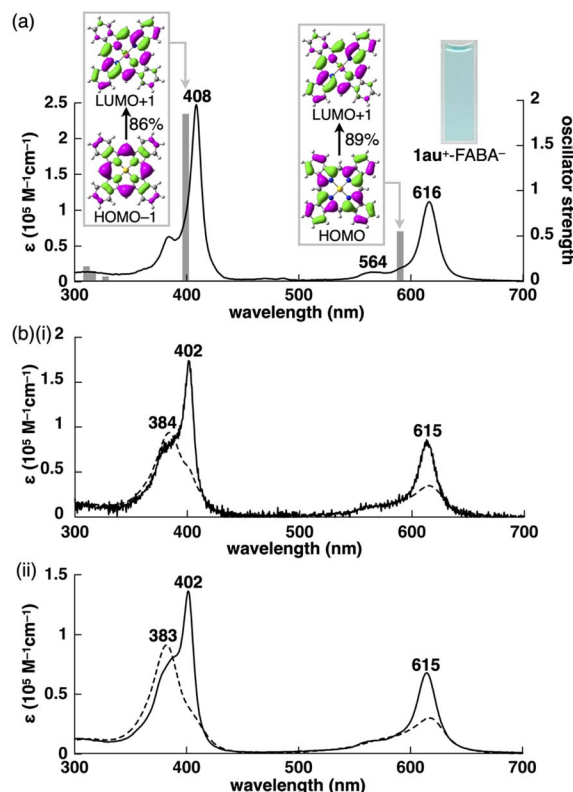 (a)
LUMO+1
86%
HOMO−1
408
LUMO+1
89%
HOMO
1au⁺-FABA⁻
616
564
2.5
2
1.5
1
0.5
0
ε (10⁵ M⁻¹cm⁻¹)
2
1.5
1
0.5
0
oscillator strength
300 400 500 600 700
wavelength (nm)
(b)(i)
2
1.5
1
0.5
0
ε (10⁵ M⁻¹cm⁻¹)
402
384
615
300 400 500 600 700
wavelength (nm)
(ii)
1.5
1
0.5
0
ε (10⁵ M⁻¹cm⁻¹)
402
383
615
300 400 500 600 700
wavelength (nm)